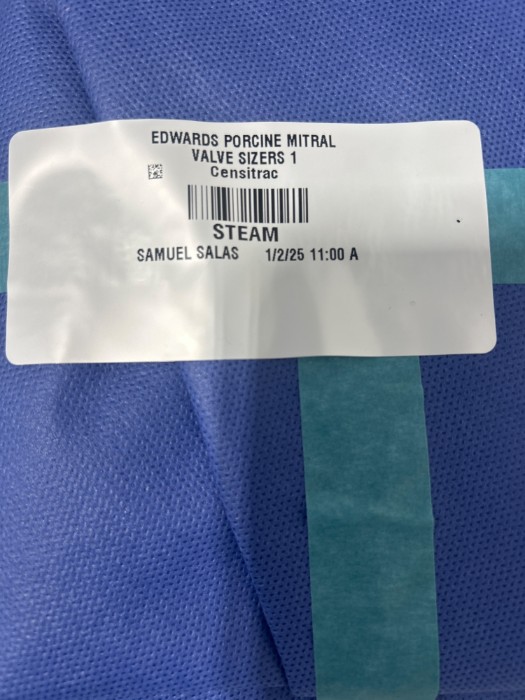 EDWARDS PORCINE MITRAL
VALVE SIZERS 1
Censitrac
STEAM
SAMUEL SALAS 1/2/25 11:00 A